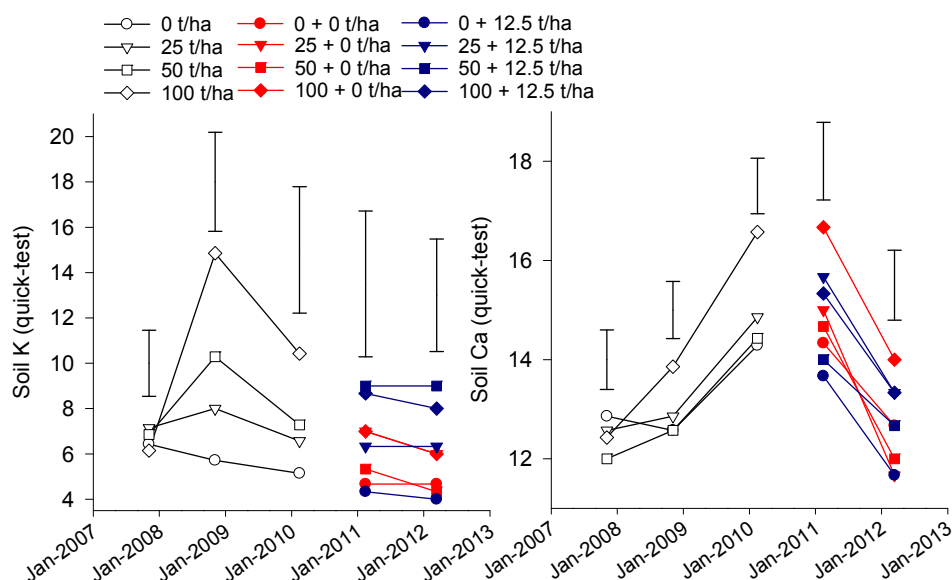 0 t/ha 0 + 0 t/ha 0 + 12.5 t/ha
25 t/ha 25 + 0 t/ha 25 + 12.5 t/ha
50 t/ha 50 + 0 t/ha 50 + 12.5 t/ha
100 t/ha 100 + 0 t/ha 100 + 12.5 t/ha
Soil K (quick-test)
20
18
16
14
12
10
8
6
4
Jan-2007 Jan-2008 Jan-2009 Jan-2010 Jan-2011 Jan-2012 Jan-2013
Soil Ca (quick-test)
18
16
14
12
Jan-2007 Jan-2008 Jan-2009 Jan-2010 Jan-2011 Jan-2012 Jan-2013